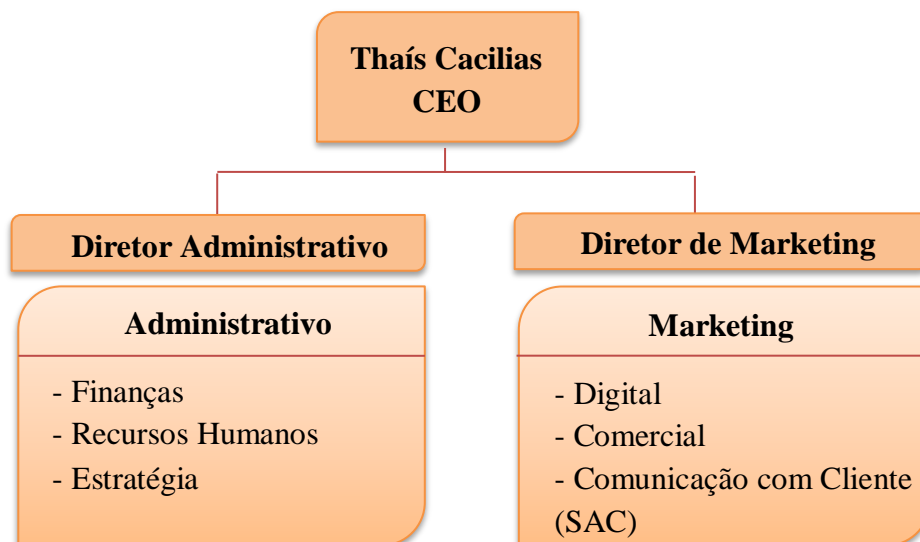 Thaís Cacilias
CEO
Diretor Administrativo
Diretor de Marketing
Administrativo
- Finanças
- Recursos Humanos
- Estratégia
Marketing
- Digital
- Comercial
- Comunicação com Cliente
(SAC)